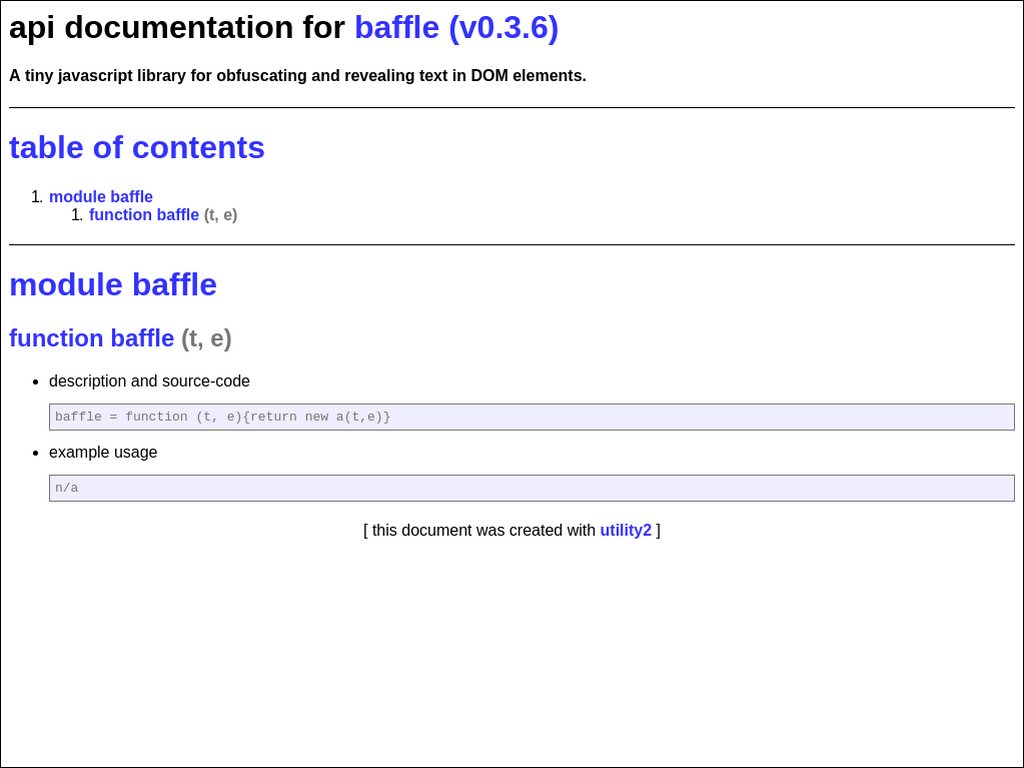 api documentation for baffle (v0.3.6)
A tiny javascript library for obfuscating and revealing text in DOM elements.
table of contents
1. module baffle
1. function baffle (t, e)
module baffle
function baffle (t, e)
• description and source-code
baffle = function (t, e){return new a(t,e)}
• example usage
n/a
[ this document was created with utility2 ]